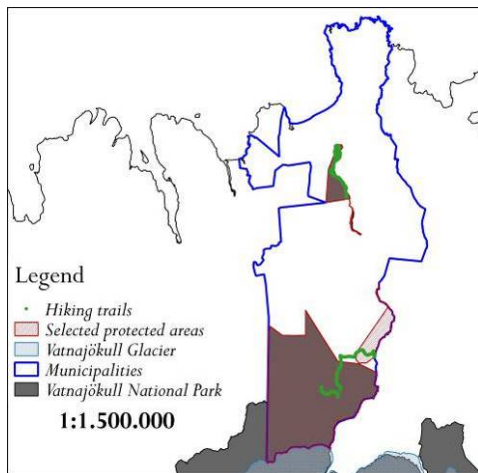 Legend
Hiking trails
Selected protected areas
Vatnajökull Glacier
Municipalities
Vatnajökull National Park
1:1.500.000